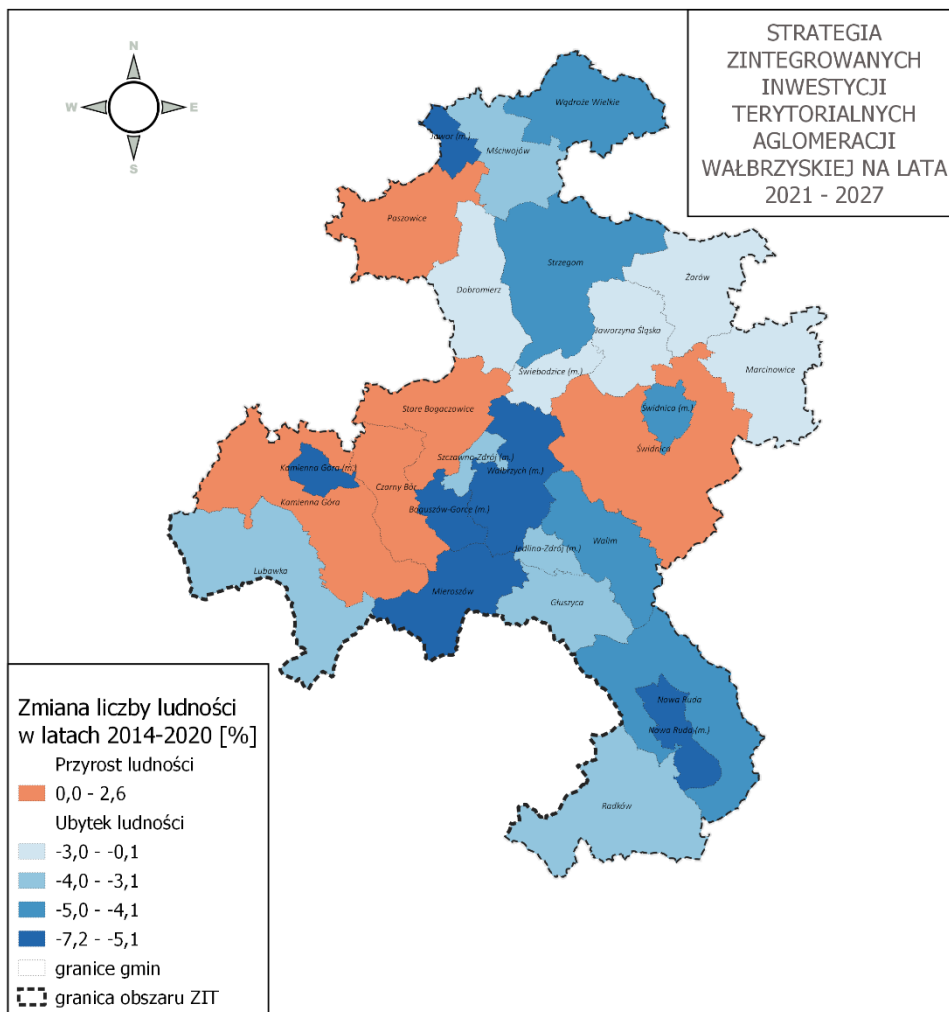 STRATEGIA
ZINTEGROWANYCH
INWESTYCJI
TERYTORIALNYCH
AGLOMERACJI
WAŁBRZYSKIEJ NA LATA
2021 - 2027
N
W
E
S
Wądroże Wielkie
Jawor (m.)
Mściwojów
Paszowice
Strzegom
Żarów
Dobromierz
Jaworzyna Śląska
Świebodzice (m.)
Marcinowice
Stare Bogaczowice
Świdnica (m.)
Świdnica
Szczawno-Zdrój (m.)
Kamienna Góra (m.)
Wałbrzych (m.)
Czarny Bór
Kamienna Góra
Boguszów-Gorce (m.)
Walim
Jedlina-Zdrój (m.)
Lubawka
Mieroszów
Głuszyca
Nowa Ruda
Nowa Ruda (m.)
Radków
Zmiana liczby ludności
w latach 2014-2020 [%]
Przyrost ludności
0,0 - 2,6
Ubytek ludności
-3,0 - -0,1
-4,0 - -3,1
-5,0 - -4,1
-7,2 - -5,1
granice gmin
granica obszaru ZIT